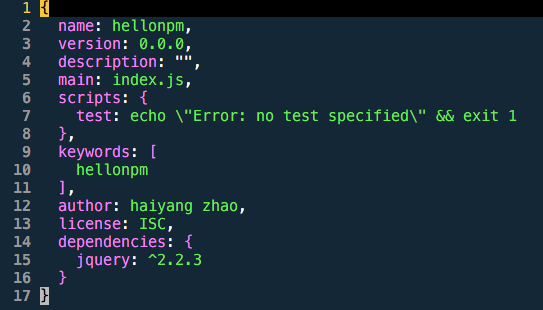 1 {
2   name: hellonpm,
3   version: 0.0.0,
4   description: "",
5   main: index.js,
6   scripts: {
7     test: echo \"Error: no test specified\" && exit 1
8   },
9   keywords: [
10     hellonpm
11   ],
12   author: haiyang zhao,
13   license: ISC,
14   dependencies: {
15     jquery: ^2.2.3
16   }
17 }